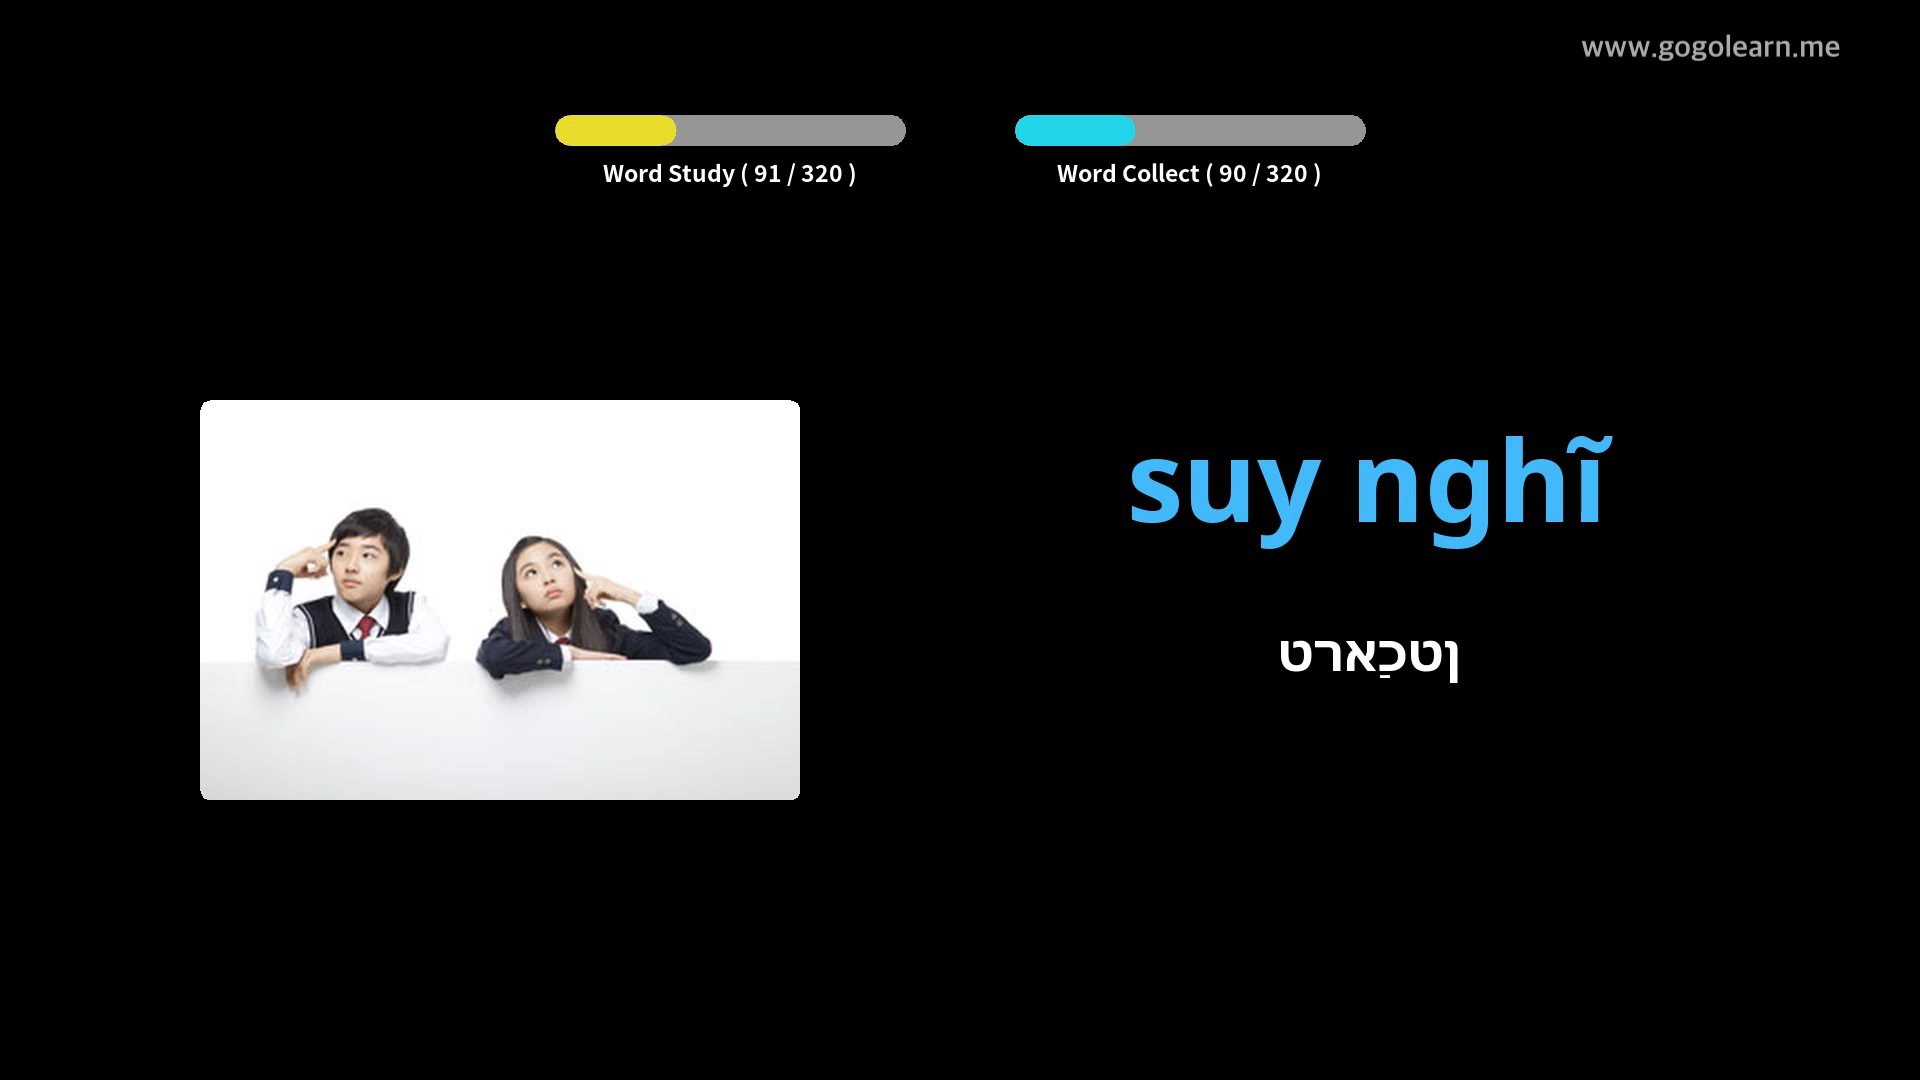 www.gogolearn.me
Word Study ( 91 / 320 )
Word Collect ( 90 / 320 )
suy nghĩ
ןטכַארט